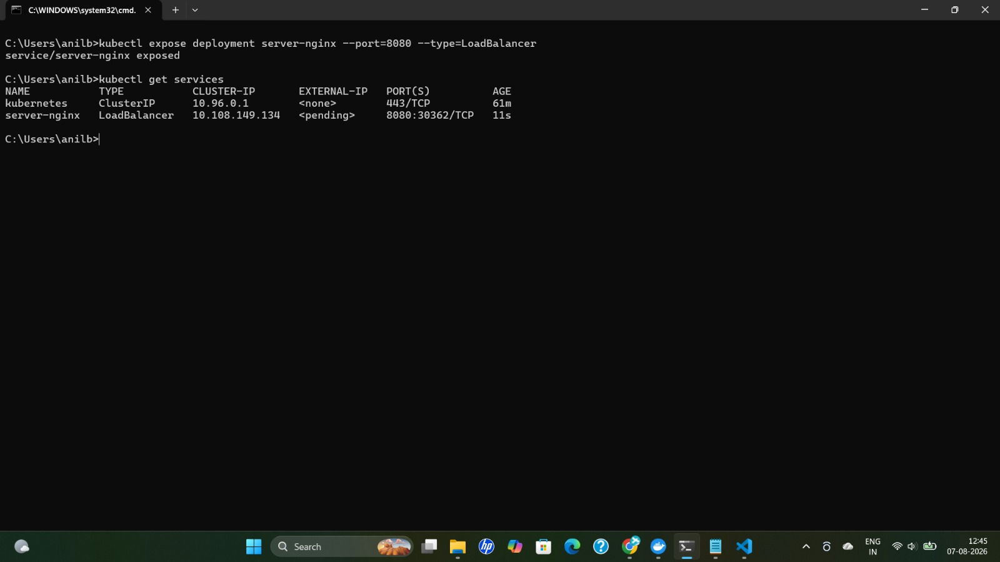 C:\WINDOWS\system32\cmd.
C:\Users\anilb>kubectl expose deployment server-nginx --port=8080 --type=LoadBalancer
service/server-nginx exposed
C:\Users\anilb>kubectl get services
NAME TYPE CLUSTER-IP EXTERNAL-IP PORT(S) AGE
kubernetes ClusterIP 10.96.0.1 <none> 443/TCP 61m
server-nginx LoadBalancer 10.108.149.134 <pending> 8080:30362/TCP 11s
C:\Users\anilb>
Search
hp
ENG
IN
12:45
07-08-2026